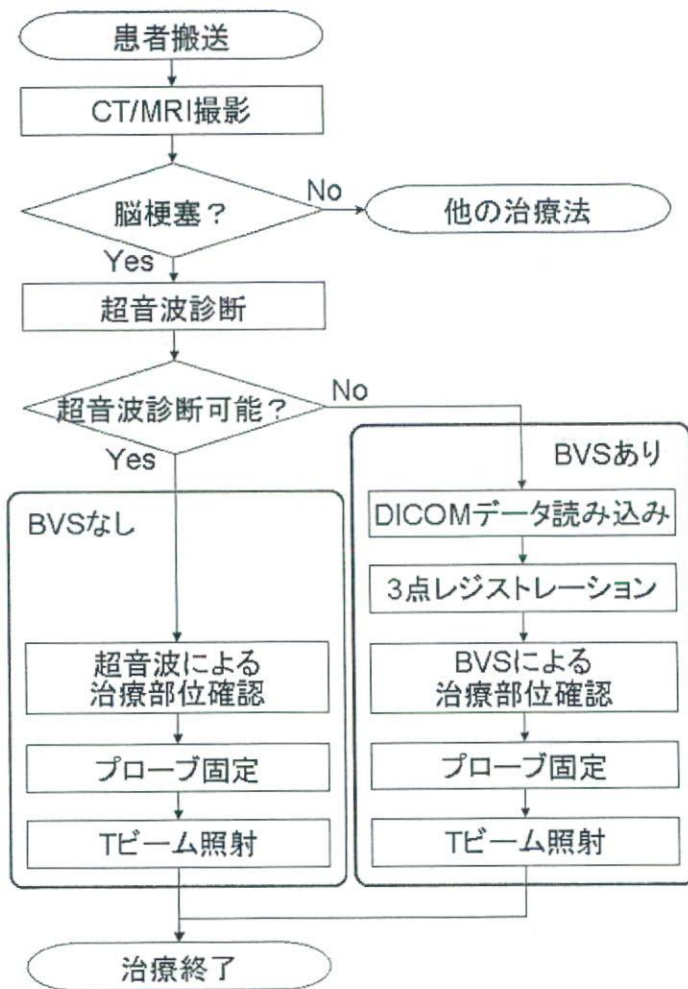 患者搬送
CT/MRI撮影
脳梗塞？
No
他の治療法
Yes
超音波診断
超音波診断可能？
No
Yes
BVSなし
超音波による
治療部位確認
プローブ固定
Tビーム照射
BVSあり
DICOMデータ読み込み
3点レジストレーション
BVSによる
治療部位確認
プローブ固定
Tビーム照射
治療終了